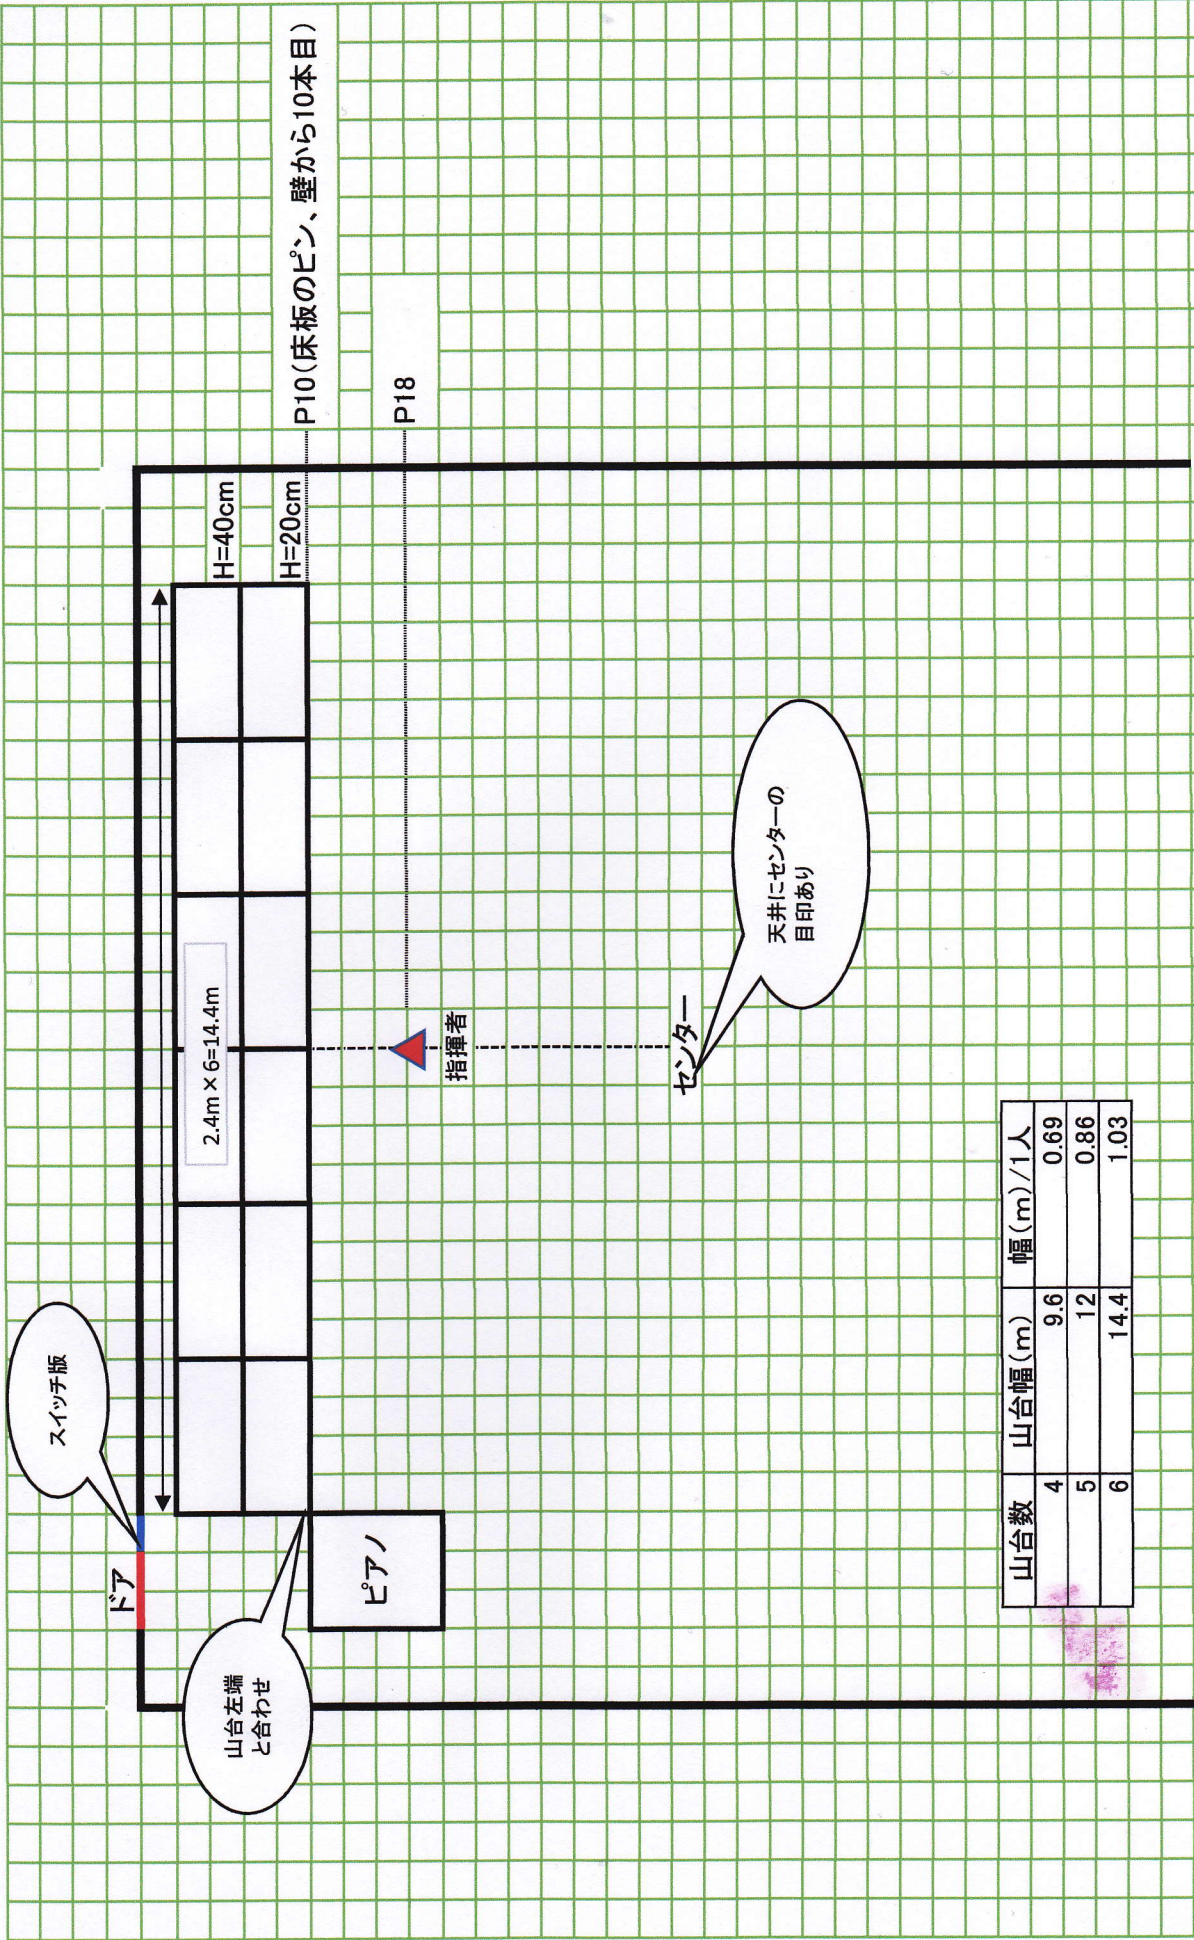 スイッチ版
ドア
山台左端
と合わせ
ピアノ
2.4m×6=14.4m
H=40cm
H=20cm
P10(床板のピン、壁から10本目)
P18
指揮者
センター
天井にセンターの
目印あり
山台数 山台幅(m) 幅(m)/1人
4 9.6 0.69
5 12 0.86
6 14.4 1.03